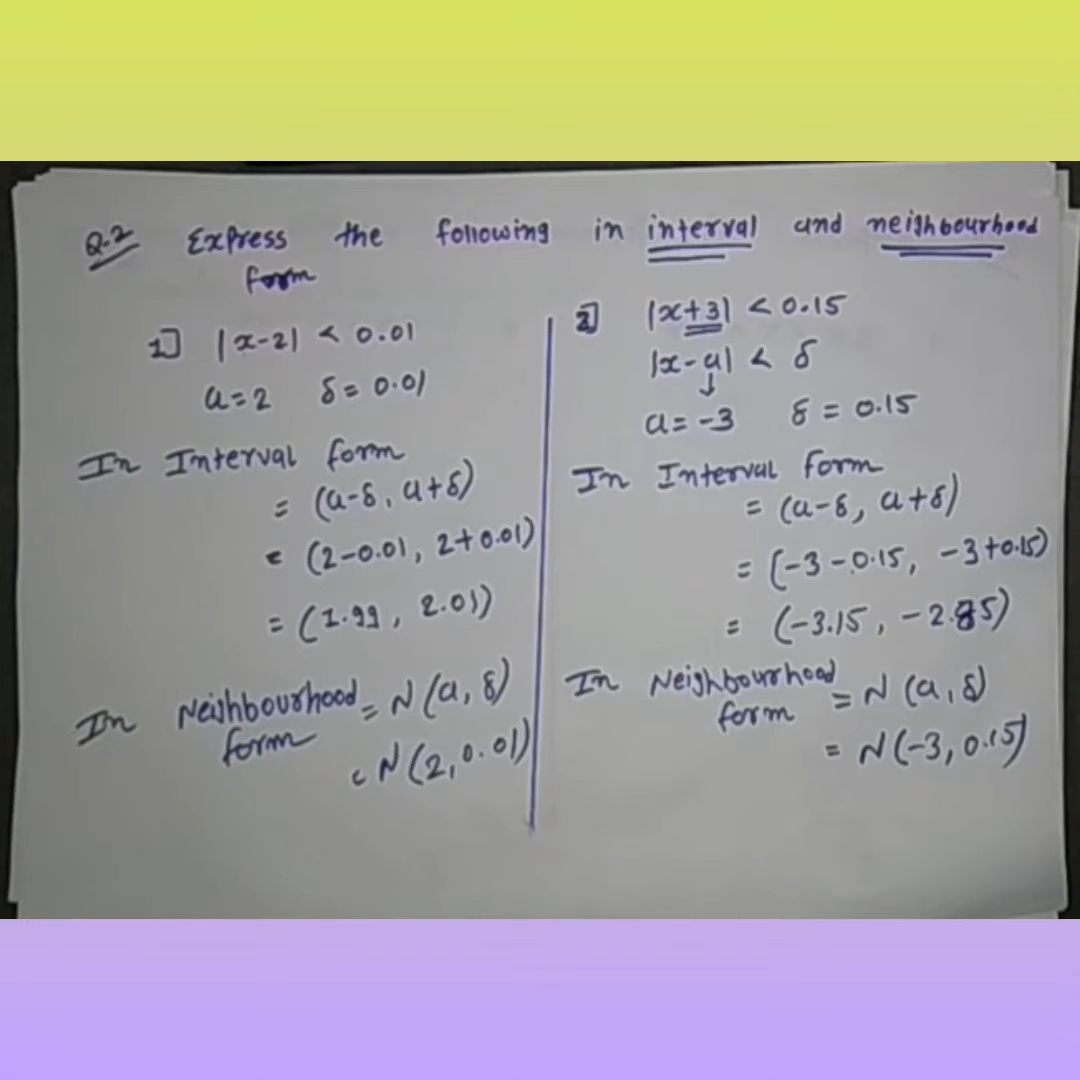 Q.2 Express the following in interval and neighbourhood
form
1] |x-2| < 0.01
a=2 δ= 0.01
In Interval form
= (a-δ, a+δ)
= (2-0.01, 2+0.01)
= (1.99, 2.01)
In Neighbourhood = N(a, δ)
form
= N(2, 0.01)
2] |x+3| < 0.15
|x-a| < δ
↓
a= -3 δ = 0.15
In Interval form
= (a-δ, a+δ)
= (-3-0.15, -3+0.15)
= (-3.15, -2.85)
In Neighbourhood = N(a, δ)
form
= N(-3, 0.15)